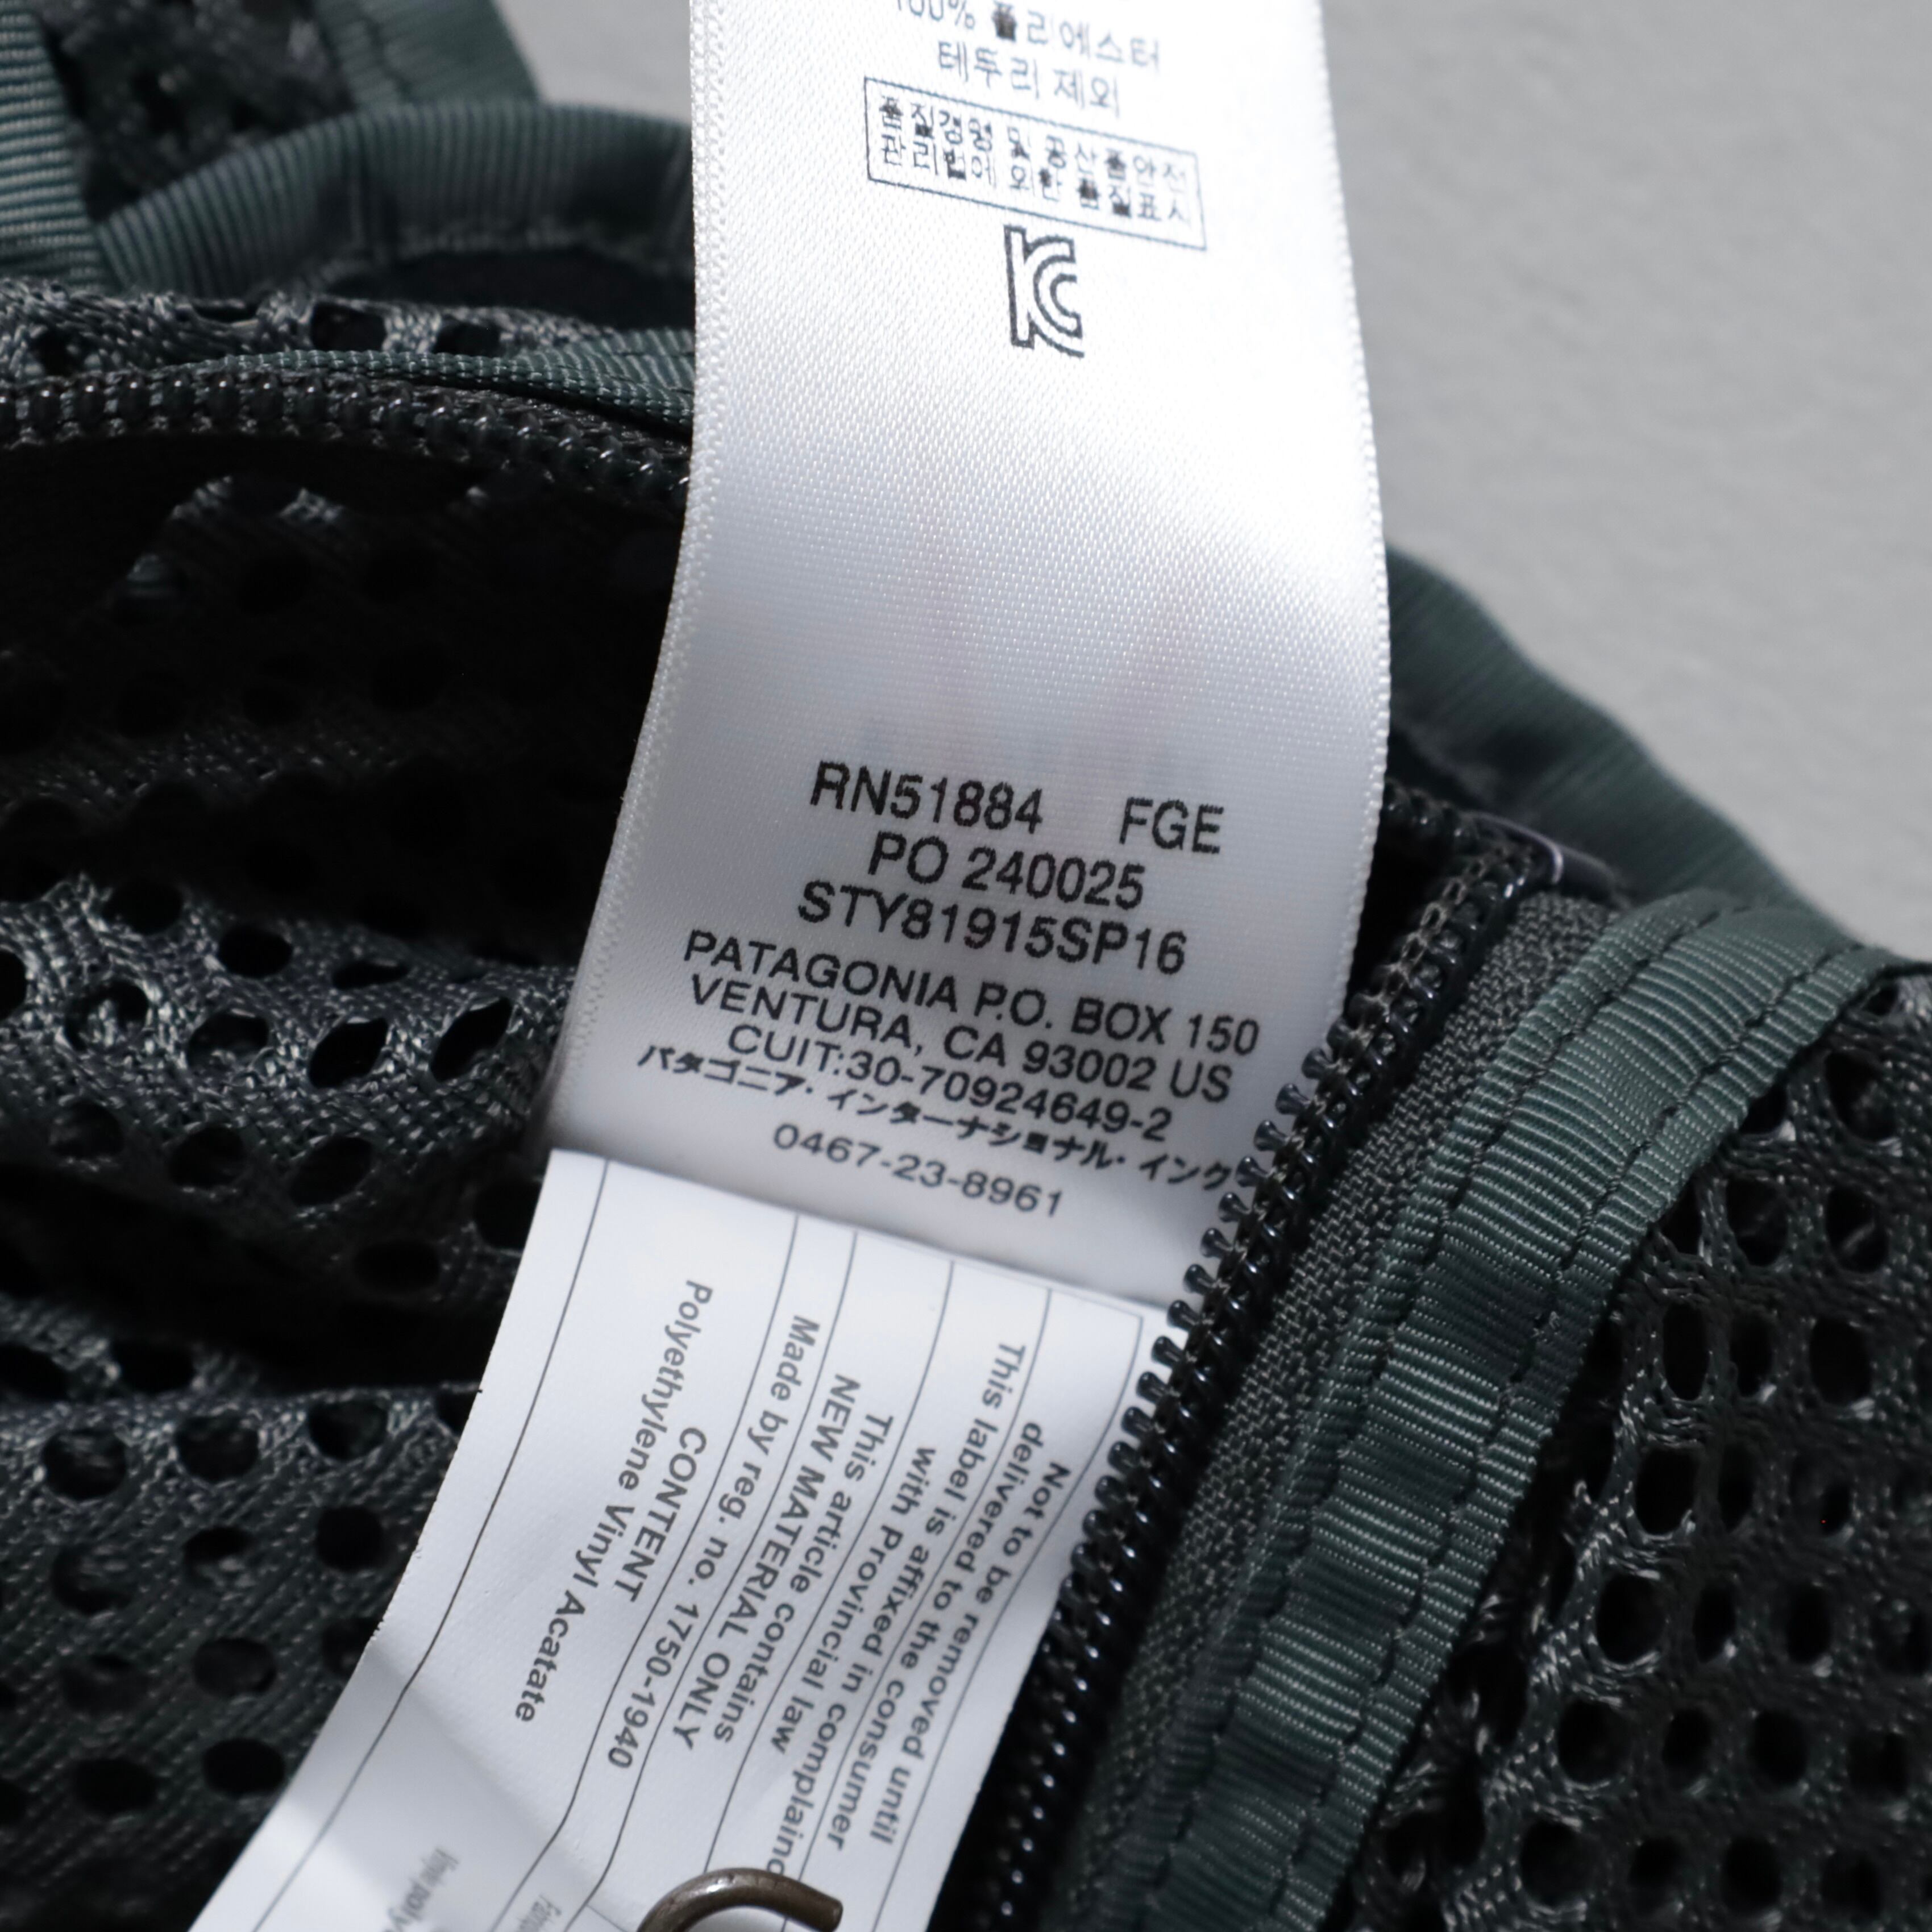 100% 폴리에스터
테두리 제외
품질경영 및 공산품안전
관리법에 의한 품질표시
RN51884 FGE
PO 240025
STY81915SP16
PATAGONIA P.O. BOX 150
VENTURA, CA 93002 US
CUIT:30-70924649-2
パタゴニア・インターナショナル・インク
0467-23-8961
Not to be removed until
delivered to the consumer
This label is affixed in
with Provincial law
This article contains
NEW MATERIAL ONLY
Made by reg. no. 1750-1940
CONTENT
Polyethylene Vinyl Acatate